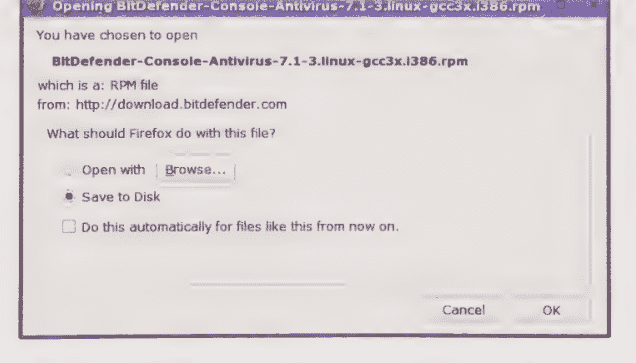 Opening BitDefender-Console-Antivirus-7.1-3.linux-gcc3x.i386.rpm
You have chosen to open
BitDefender-Console-Antivirus-7.1-3.linux-gcc3x.i386.rpm
which is a: RPM file
from: http://download.bitdefender.com
What should Firefox do with this file?
Open with Browse...
Save to Disk
Do this automatically for files like this from now on.
Cancel OK